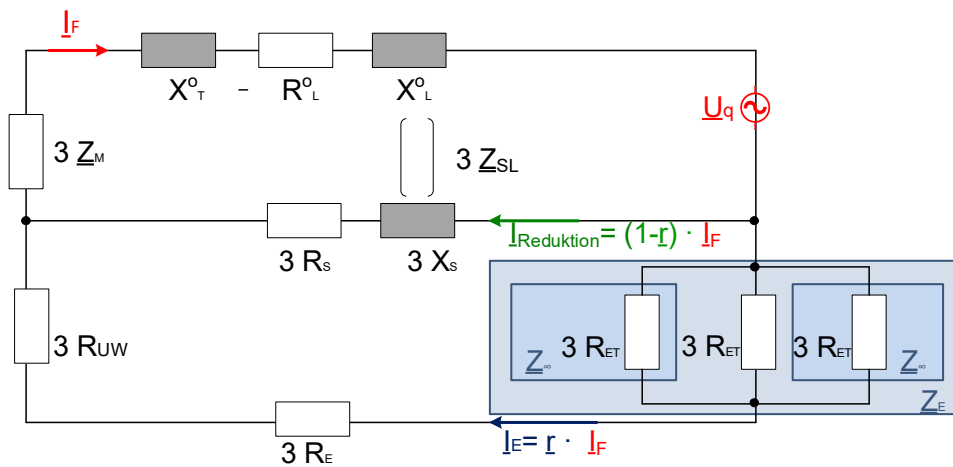 I_F
X°_T - R°_L X°_L
U_q
3 Z_M
3 Z_SL
I_Reduktion = (1-r) · I_F
3 R_S 3 X_S
3 R_UW
3 R_ET 3 R_ET 3 R_ET
Z_∞ Z_∞
Z_E
I_E = r · I_F
3 R_E